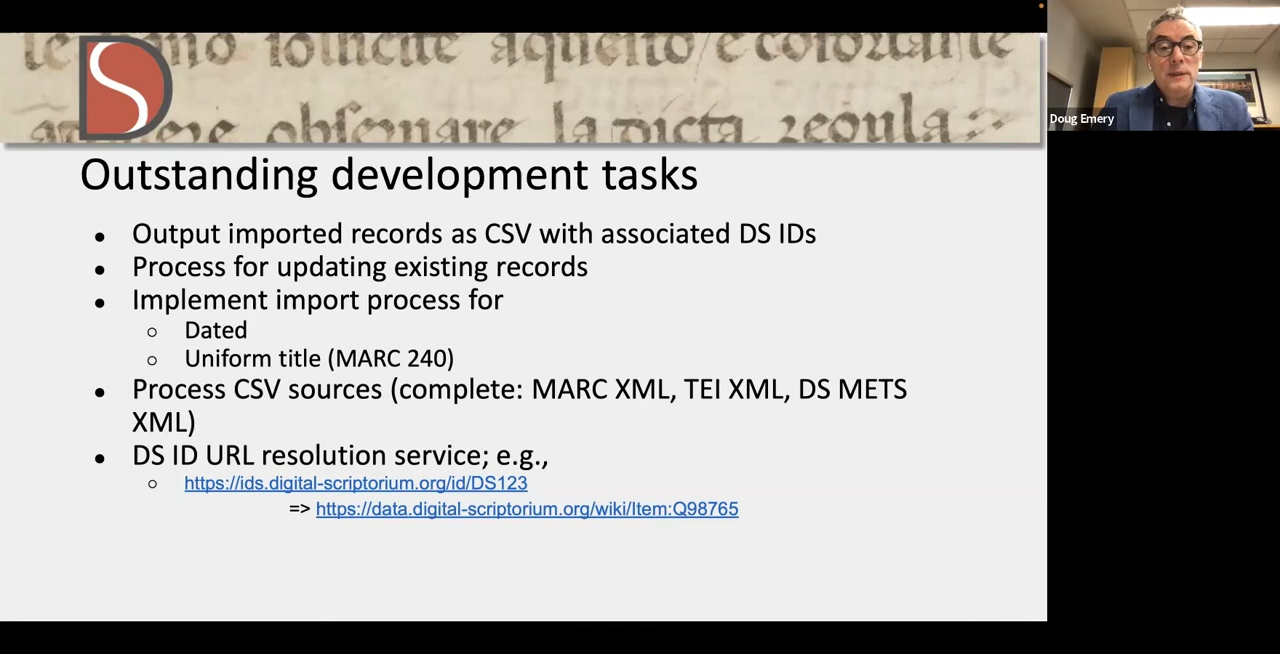 Outstanding development tasks
● Output imported records as CSV with associated DS IDs
● Process for updating existing records
● Implement import process for
○ Dated
○ Uniform title (MARC 240)
● Process CSV sources (complete: MARC XML, TEI XML, DS METS
XML)
● DS ID URL resolution service; e.g.,
○ https://ids.digital-scriptorium.org/id/DS123
=> https://data.digital-scriptorium.org/wiki/Item:Q98765
Doug Emery